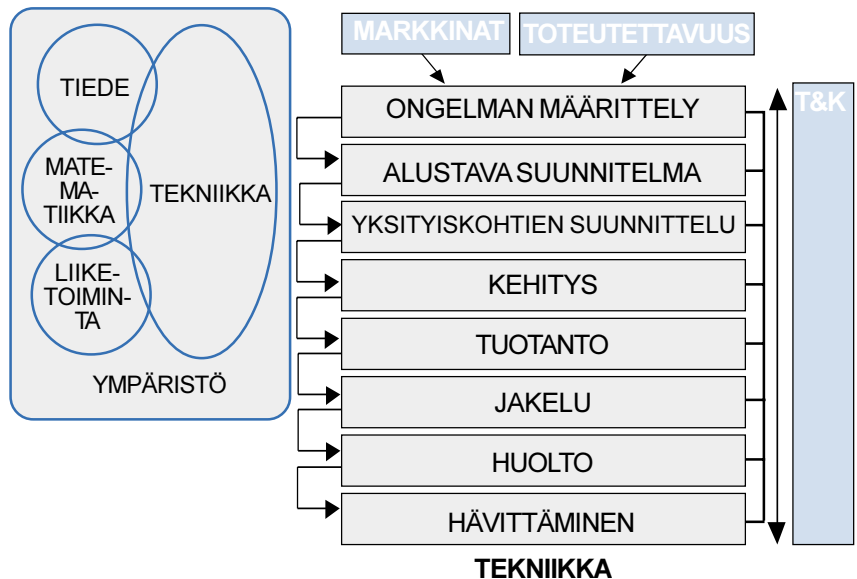 TIEDE
MATE-
MA-
TIIKKA
TEKNIIKKA
LIIKE-
TOIMIN-
TA
YMPÄRISTÖ
MARKKINAT
TOTEUTETTAVUUS
ONGELMAN MÄÄRITTELY
ALUSTAVA SUUNNITELMA
YKSITYISKOHTIEN SUUNNITTELU
KEHITYS
TUOTANTO
JAKELU
HUOLTO
HÄVITTÄMINEN
T&K
TEKNIIKKA